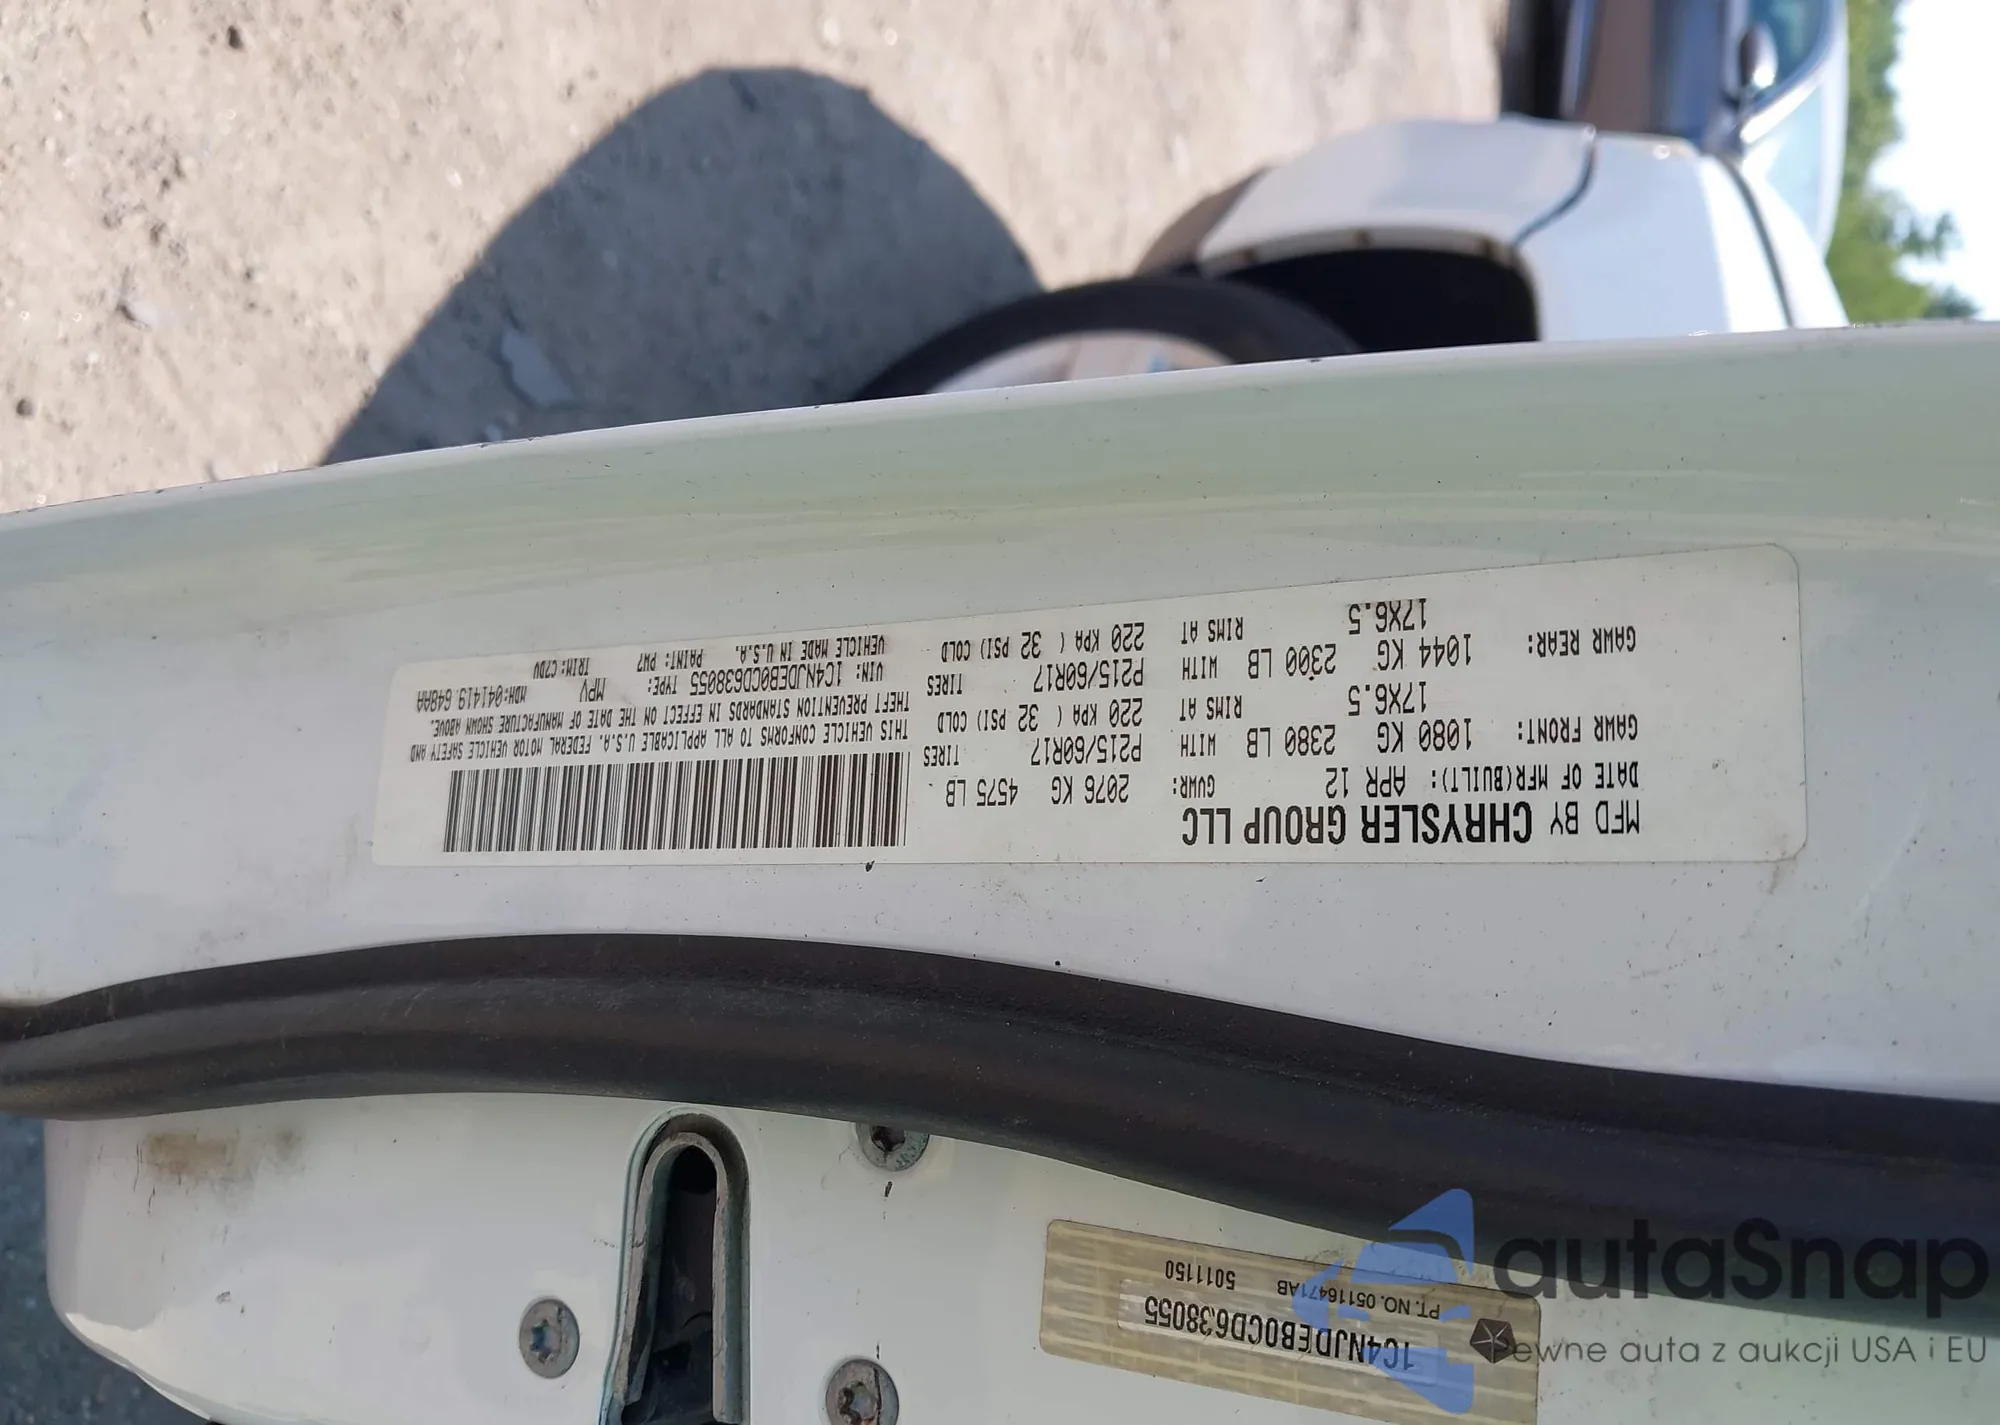 MFD BY CHRYSLER GROUP LLC
DATE OF MFR(BUILT): APR 12 GVWR: 2076 KG 4575 LB
GAWR FRONT: 1080 KG 2380 LB WITH TIRES P215/60R17
17X6.5 RIMS AT 220 KPA ( 32 PSI) COLD
GAWR REAR: 1044 KG 2300 LB WITH TIRES P215/60R17
17X6.5 RIMS AT 220 KPA ( 32 PSI) COLD
THIS VEHICLE CONFORMS TO ALL APPLICABLE U.S.A. FEDERAL MOTOR VEHICLE SAFETY AND
THEFT PREVENTION STANDARDS IN EFFECT ON THE DATE OF MANUFACTURE SHOWN ABOVE.
VIN: 1C4NJDEB0CD638055 TYPE: MPV MDH:041419 648AA
VEHICLE MADE IN U.S.A. PAINT: PW7 TRIM: C7DV
1C4NJDEB0CD638055
PT. NO. 05116471AB 5011150
autaSnap
Pewne auta z aukcji USA i EU